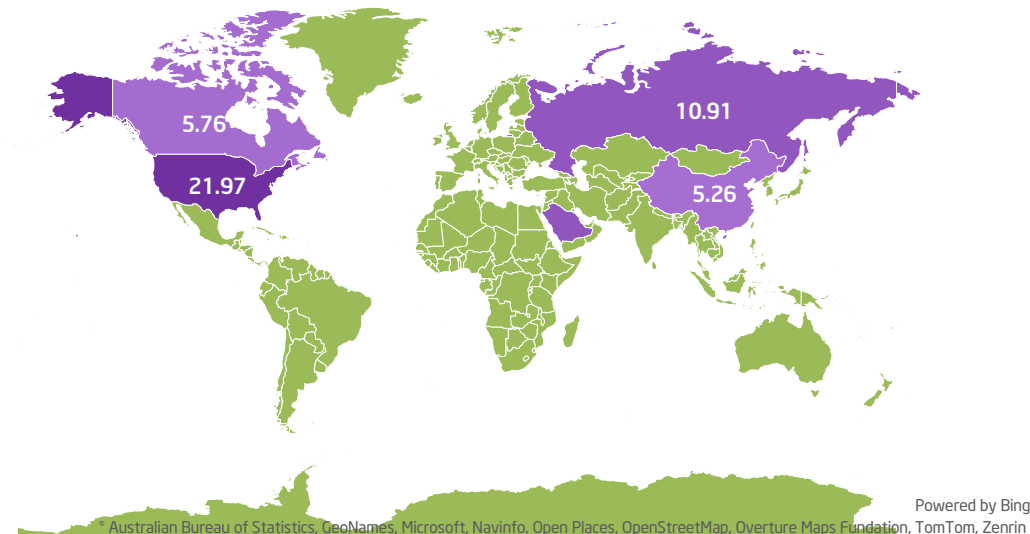 10.91
5.76
21.97
5.26
Powered by Bing
© Australian Bureau of Statistics, GeoNames, Microsoft, Navinfo, Open Places, OpenStreetMap, Overture Maps Fundation, TomTom, Zenrin